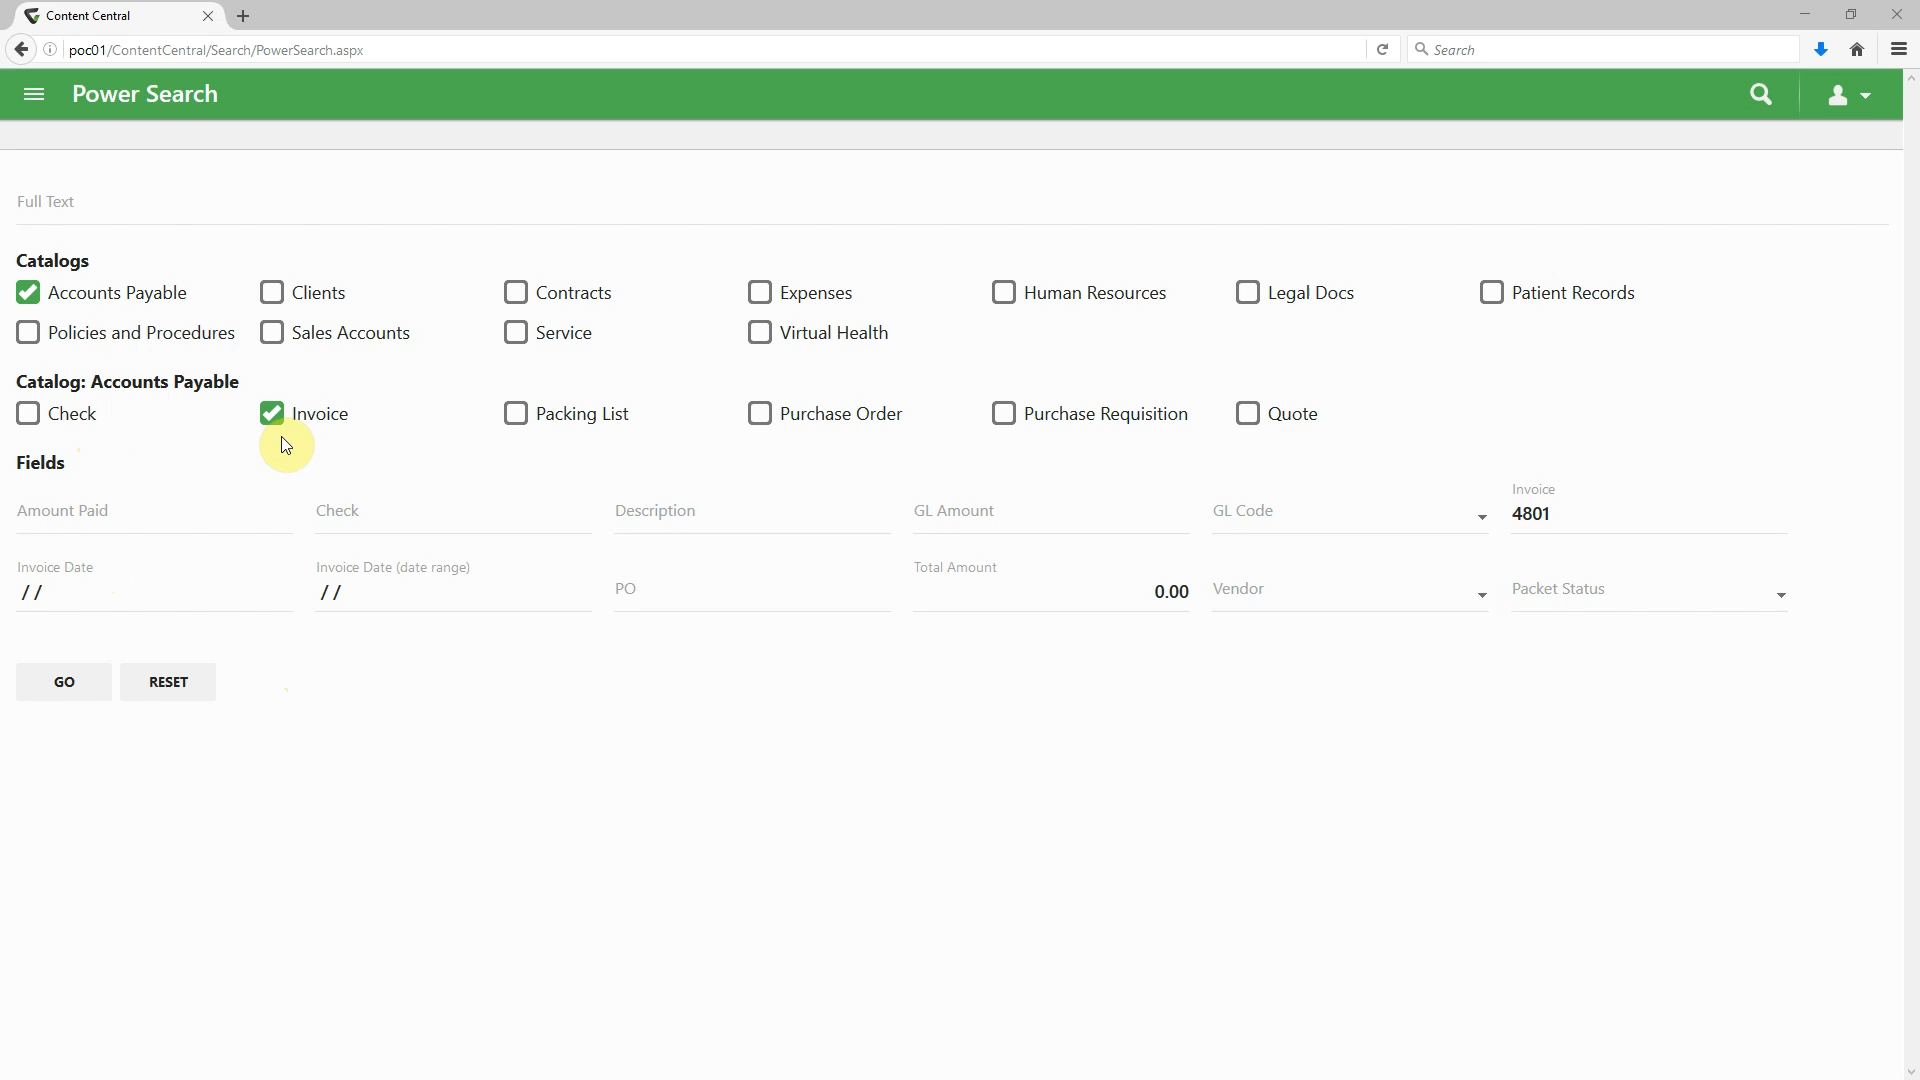 Content Central
poc01/ContentCentral/Search/PowerSearch.aspx
Search
Power Search
Full Text
Catalogs
Accounts Payable Clients Contracts Expenses Human Resources Legal Docs Patient Records
Policies and Procedures Sales Accounts Service Virtual Health
Catalog: Accounts Payable
Check Invoice Packing List Purchase Order Purchase Requisition Quote
Fields
Invoice
Amount Paid Check Description GL Amount GL Code 4801
Invoice Date Invoice Date (date range) Total Amount
/ / / / PO 0.00 Vendor Packet Status
GO RESET